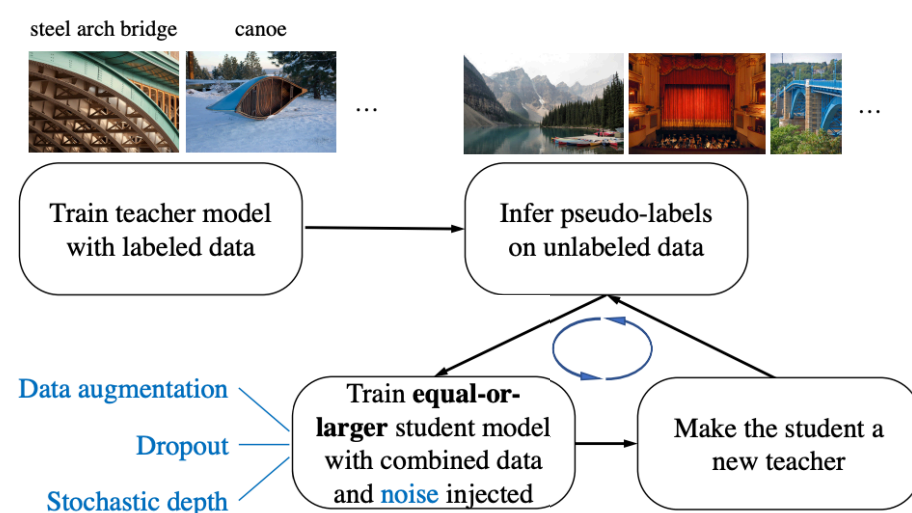 steel arch bridge
canoe
...
...
Train teacher model
with labeled data
Infer pseudo-labels
on unlabeled data
Data augmentation
Dropout
Stochastic depth
Train equal-or-
larger student model
with combined data
and noise injected
Make the student a
new teacher